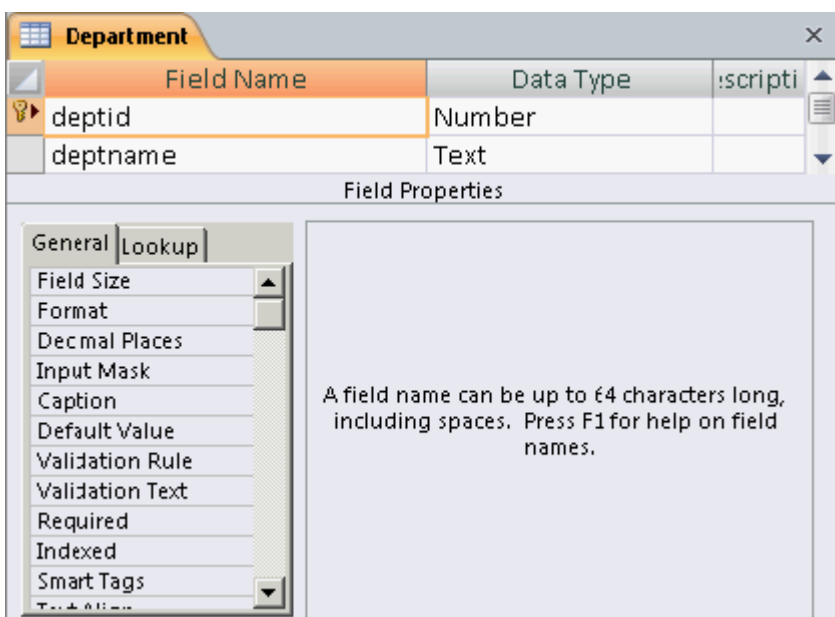 Department
Field Name Data Type scripti
deptid Number
deptname Text
Field Properties
General Lookup
Field Size
Format
Decmal Places
Input Mask
Caption
Default Value
Validation Rule
Validation Text
Required
Indexed
Smart Tags
A field name can be up to 64 characters long,
including spaces. Press F1 for help on field
names.